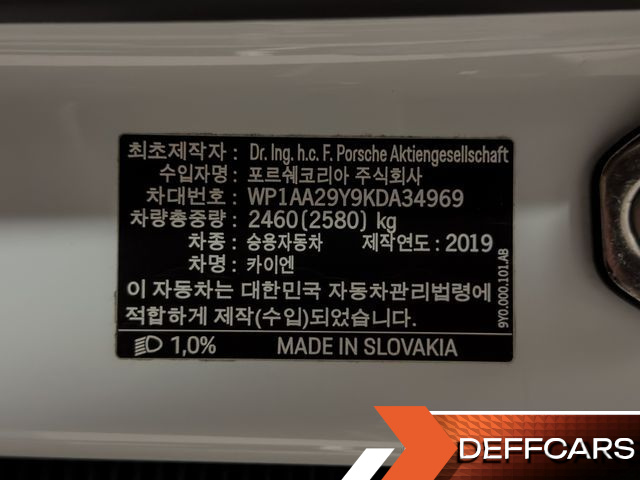 최초제작자 : Dr. Ing. h.c. F. Porsche Aktiengesellschaft
수입자명 : 포르쉐코리아 주식회사
차대번호 : WP1AA29Y9KDA34969
차량총중량 : 2460(2580) kg
차종 : 승용자동차 제작연도 : 2019
차명 : 카이엔
이 자동차는 대한민국 자동차관리법령에
적합하게 제작(수입)되었습니다.
1,0% MADE IN SLOVAKIA
9Y0.000.101.AB
DEFFCARS